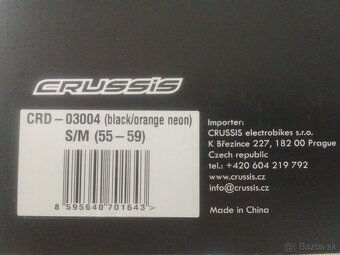 CRUSSIS
CRD – 03004 (black/orange neon)
S/M (55 – 59)
8 595640 701643 >
Importer:
CRUSSIS electrobikes s.r.o.
K Březince 227, 182 00 Prague
Czech republic
tel.: +420 604 219 792
www.crussis.cz
info@crussis.cz
Made in China
© Bazos.sk